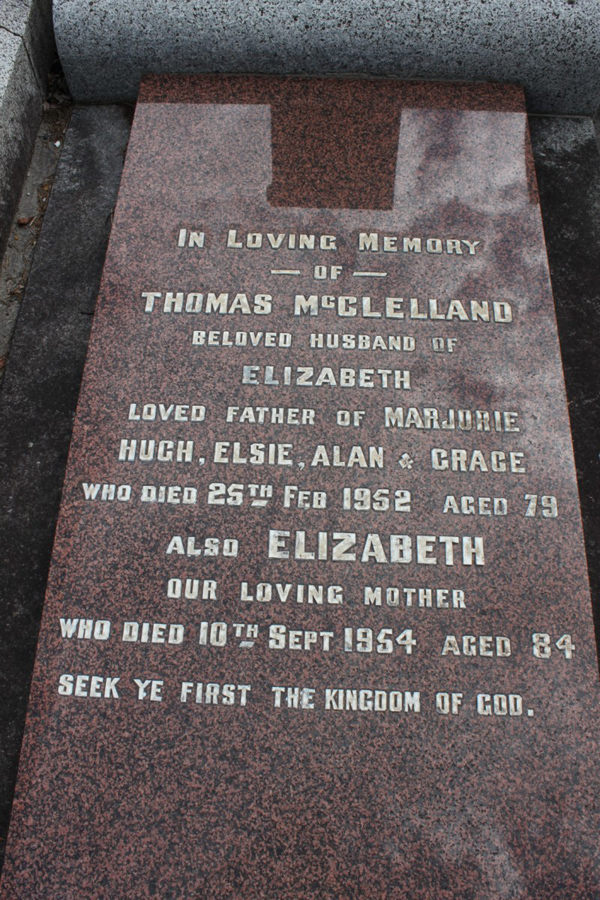 IN LOVING MEMORY
— OF —
THOMAS McCLELLAND
BELOVED HUSBAND OF
ELIZABETH
LOVED FATHER OF MARJORIE
HUGH, ELSIE, ALAN & GRACE
WHO DIED 25TH FEB 1952 AGED 79
ALSO ELIZABETH
OUR LOVING MOTHER
WHO DIED 10TH SEPT 1954 AGED 84
SEEK YE FIRST THE KINGDOM OF GOD.